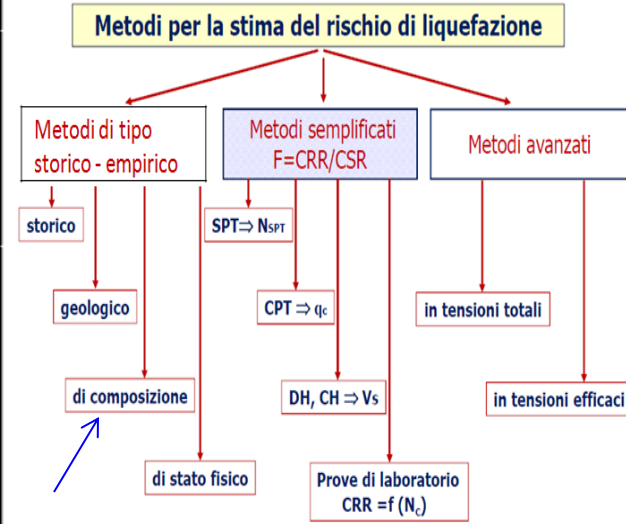 Metodi per la stima del rischio di liquefazione
Metodi di tipo
storico - empirico
storico
geologico
di composizione
di stato fisico
Metodi semplificati
F=CRR/CSR
SPT⇒ NSPT
CPT ⇒ qc
DH, CH ⇒ VS
Prove di laboratorio
CRR =f (Nc)
Metodi avanzati
in tensioni totali
in tensioni efficaci